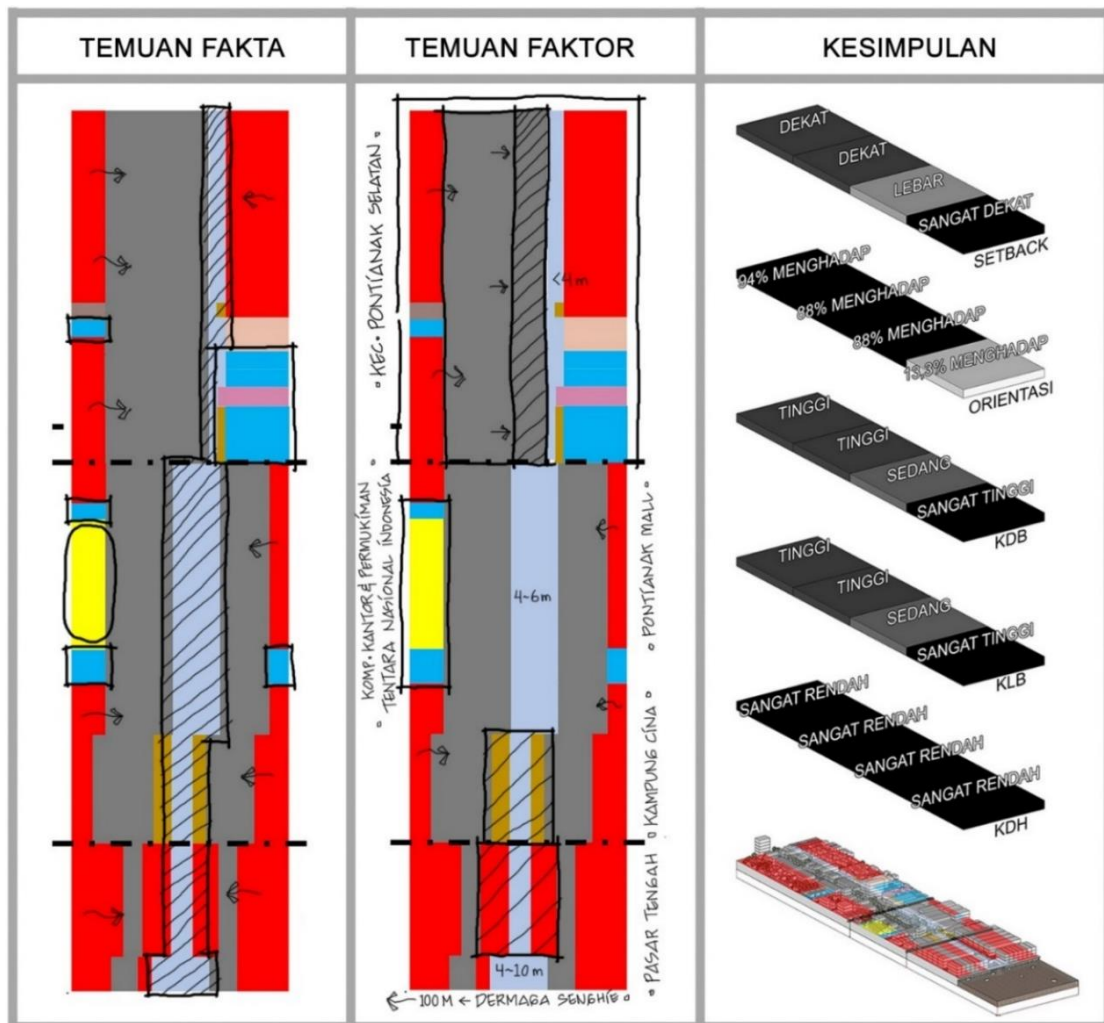 TEMUAN FAKTA
TEMUAN FAKTOR
KESIMPULAN
KEC. PONTIANAK SELATAN
<4 m
KOMP. KANTOR & PERMUKIMAN
TENTARA NASIONAL INDONESIA
4~6 m
PONTIANAK MALL
KAMPUNG CINA
PASAR TENGAH
4~10 m
100 M ← DERMAGA SENGHIE
DEKAT
DEKAT
LEBAR
SANGAT DEKAT
SETBACK
94% MENGHADAP
88% MENGHADAP
88% MENGHADAP
13,3% MENGHADAP
ORIENTASI
TINGGI
TINGGI
SEDANG
SANGAT TINGGI
KDB
TINGGI
TINGGI
SEDANG
SANGAT TINGGI
KLB
SANGAT RENDAH
SANGAT RENDAH
SANGAT RENDAH
SANGAT RENDAH
KDH